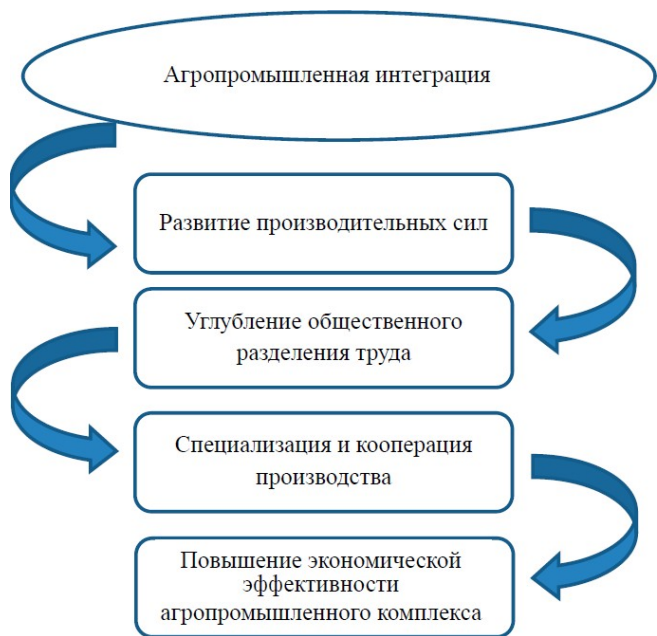 Агропромышленная интеграция
Развитие производительных сил
Углубление общественного
разделения труда
Специализация и кооперация
производства
Повышение экономической
эффективности
агропромышленного комплекса